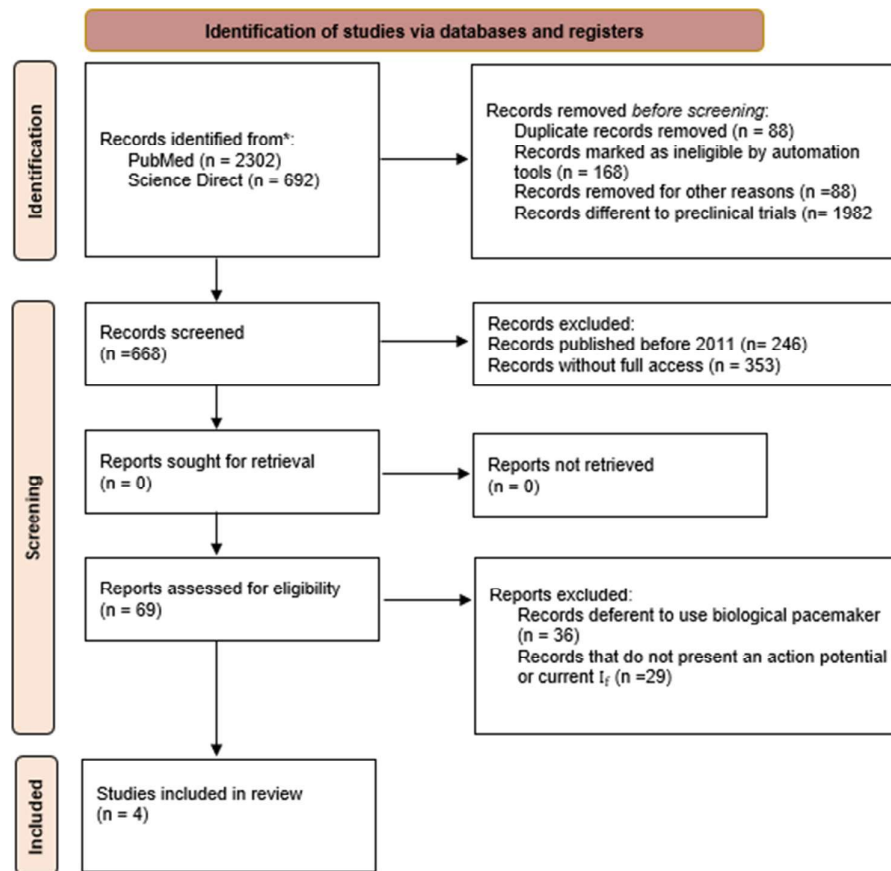 Identification of studies via databases and registers
Identification
Records identified from*:
PubMed (n = 2302)
Science Direct (n = 692)
Records removed before screening:
Duplicate records removed (n = 88)
Records marked as ineligible by automation
tools (n = 168)
Records removed for other reasons (n =88)
Records different to preclinical trials (n= 1982
Screening
Records screened
(n =668)
Records excluded:
Records published before 2011 (n= 246)
Records without full access (n = 353)
Reports sought for retrieval
(n = 0)
Reports not retrieved
(n = 0)
Reports assessed for eligibility
(n = 69)
Reports excluded:
Records deferent to use biological pacemaker
(n = 36)
Records that do not present an action potential
or current If (n =29)
Included
Studies included in review
(n = 4)